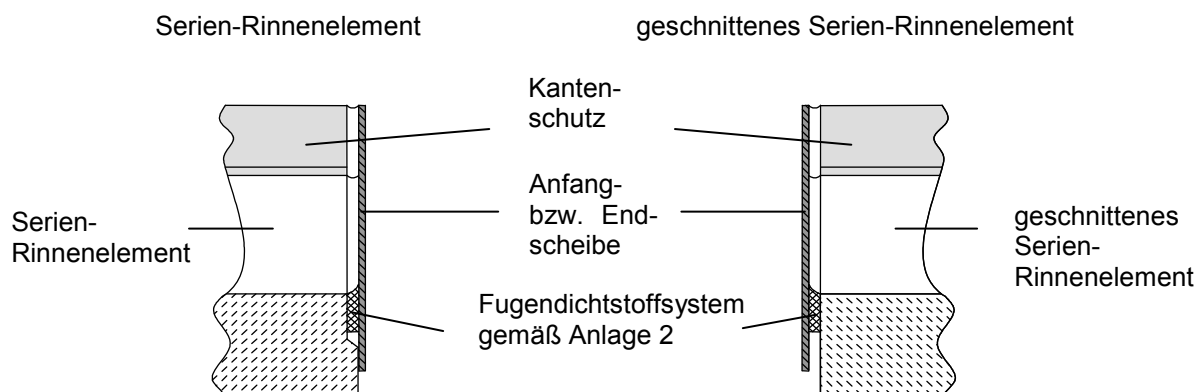 Serien-Rinnenelement
geschnittenes Serien-Rinnenelement
Kanten-
schutz
Anfang-
bzw. End-
scheibe
Serien-
Rinnenelement
geschnittenes
Serien-
Rinnenelement
Fugendichtstoffsystem
gemäß Anlage 2